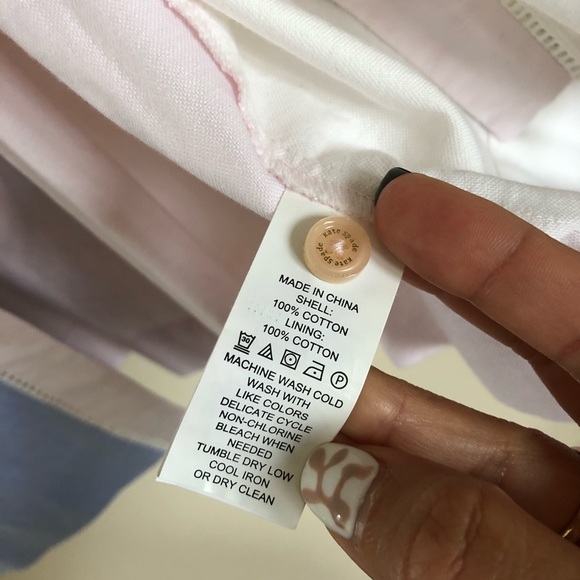 kate spade kate spade
MADE IN CHINA
SHELL:
100% COTTON
LINING:
100% COTTON
30 P
MACHINE WASH COLD
WASH WITH
LIKE COLORS
DELICATE CYCLE
NON-CHLORINE
BLEACH WHEN
NEEDED
TUMBLE DRY LOW
COOL IRON
OR DRY CLEAN